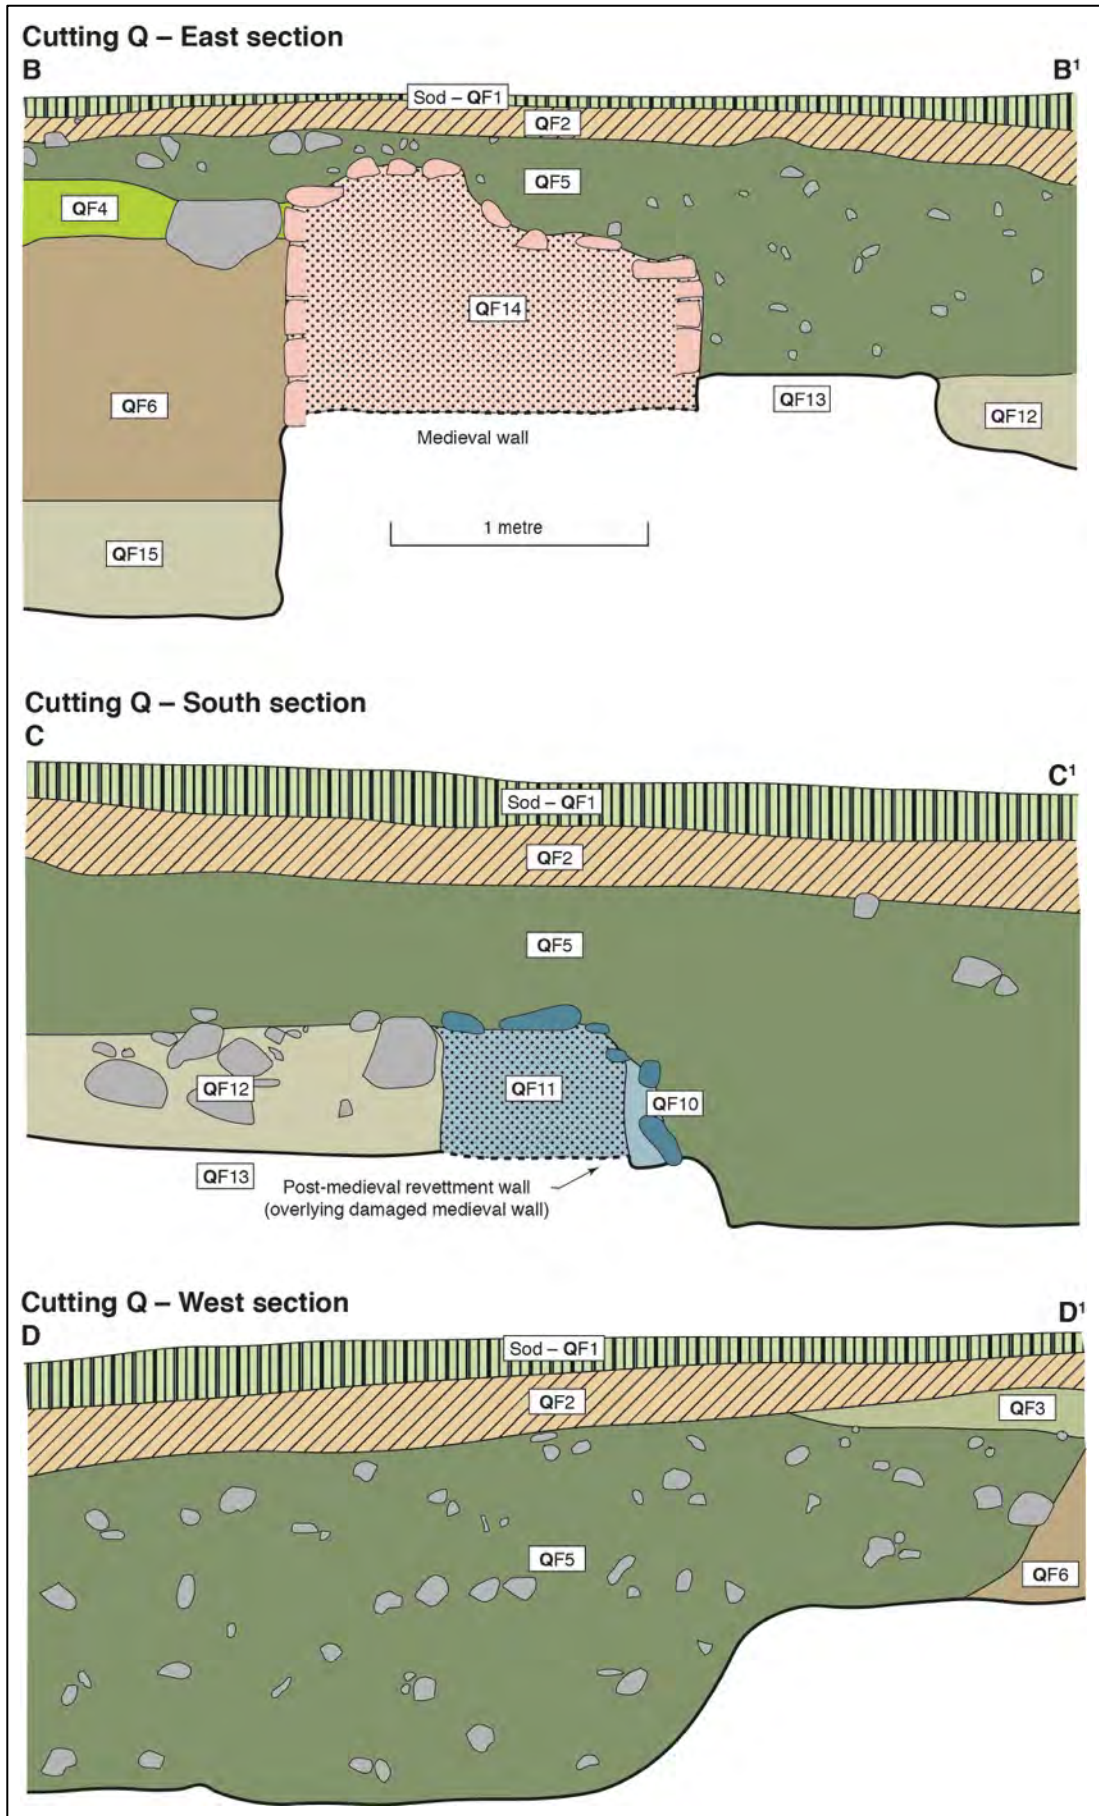 Cutting Q – East section
B B¹
Sod – QF1
QF2
QF5
QF4
QF14
QF6
QF13
QF12
Medieval wall
1 metre
QF15
Cutting Q – South section
C C¹
Sod – QF1
QF2
QF5
QF12 QF11 QF10
QF13
Post-medieval revettment wall
(overlying damaged medieval wall)
Cutting Q – West section
D D¹
Sod – QF1
QF2
QF3
QF5
QF6